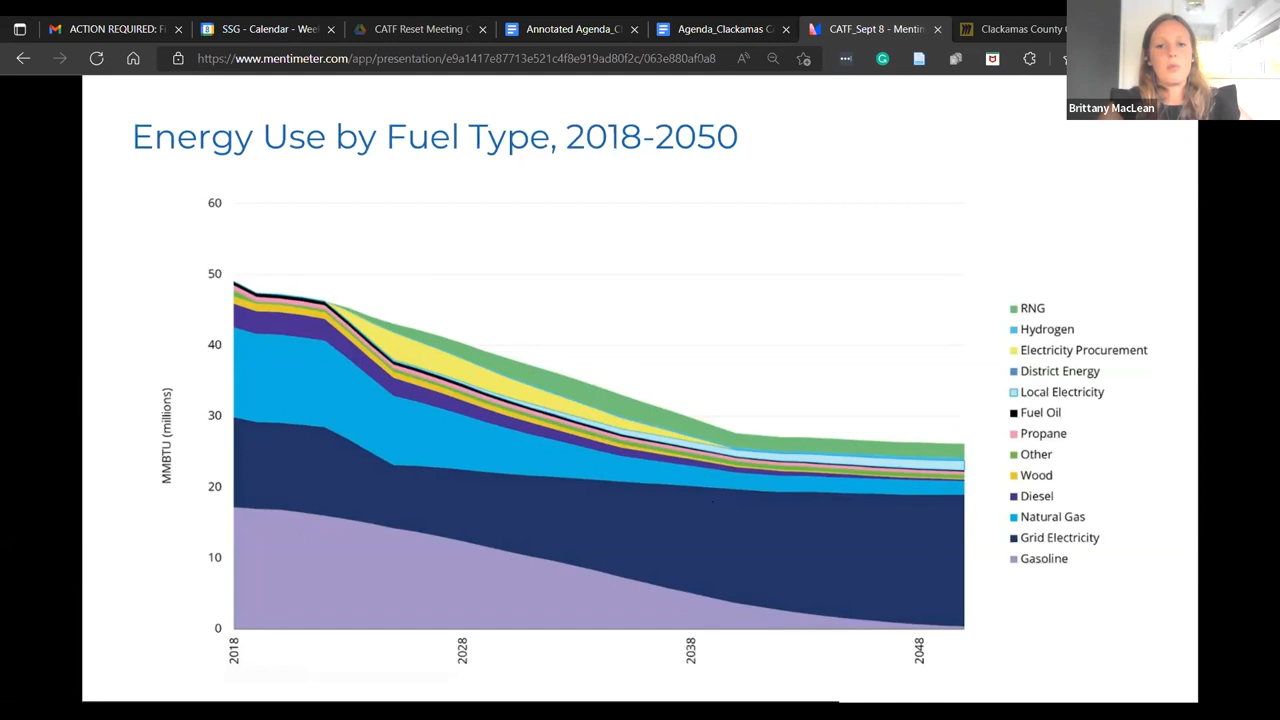 ACTION REQUIRED: Fi
SSG - Calendar - Week
CATF Reset Meeting
Annotated Agenda_C
Agenda_Clackamas C
CATF_Sept 8 - Mentim
Clackamas County
https://www.mentimeter.com/app/presentation/e9a1417e87713e521c4f8e919ad80f2c/063e880af0a8
Brittany MacLean
Energy Use by Fuel Type, 2018-2050
60
50
40
30
20
10
0
MMBTU (millions)
2018
2028
2038
2048
RNG
Hydrogen
Electricity Procurement
District Energy
Local Electricity
Fuel Oil
Propane
Other
Wood
Diesel
Natural Gas
Grid Electricity
Gasoline